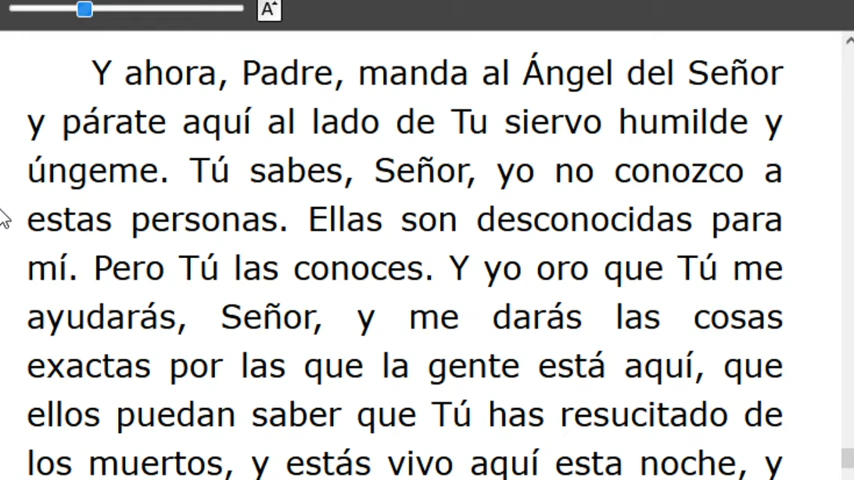 A
Y ahora, Padre, manda al Ángel del Señor
y párate aquí al lado de Tu siervo humilde y
úngeme. Tú sabes, Señor, yo no conozco a
estas personas. Ellas son desconocidas para
mí. Pero Tú las conoces. Y yo oro que Tú me
ayudarás, Señor, y me darás las cosas
exactas por las que la gente está aquí, que
ellos puedan saber que Tú has resucitado de
los muertos, y estás vivo aquí esta noche, y